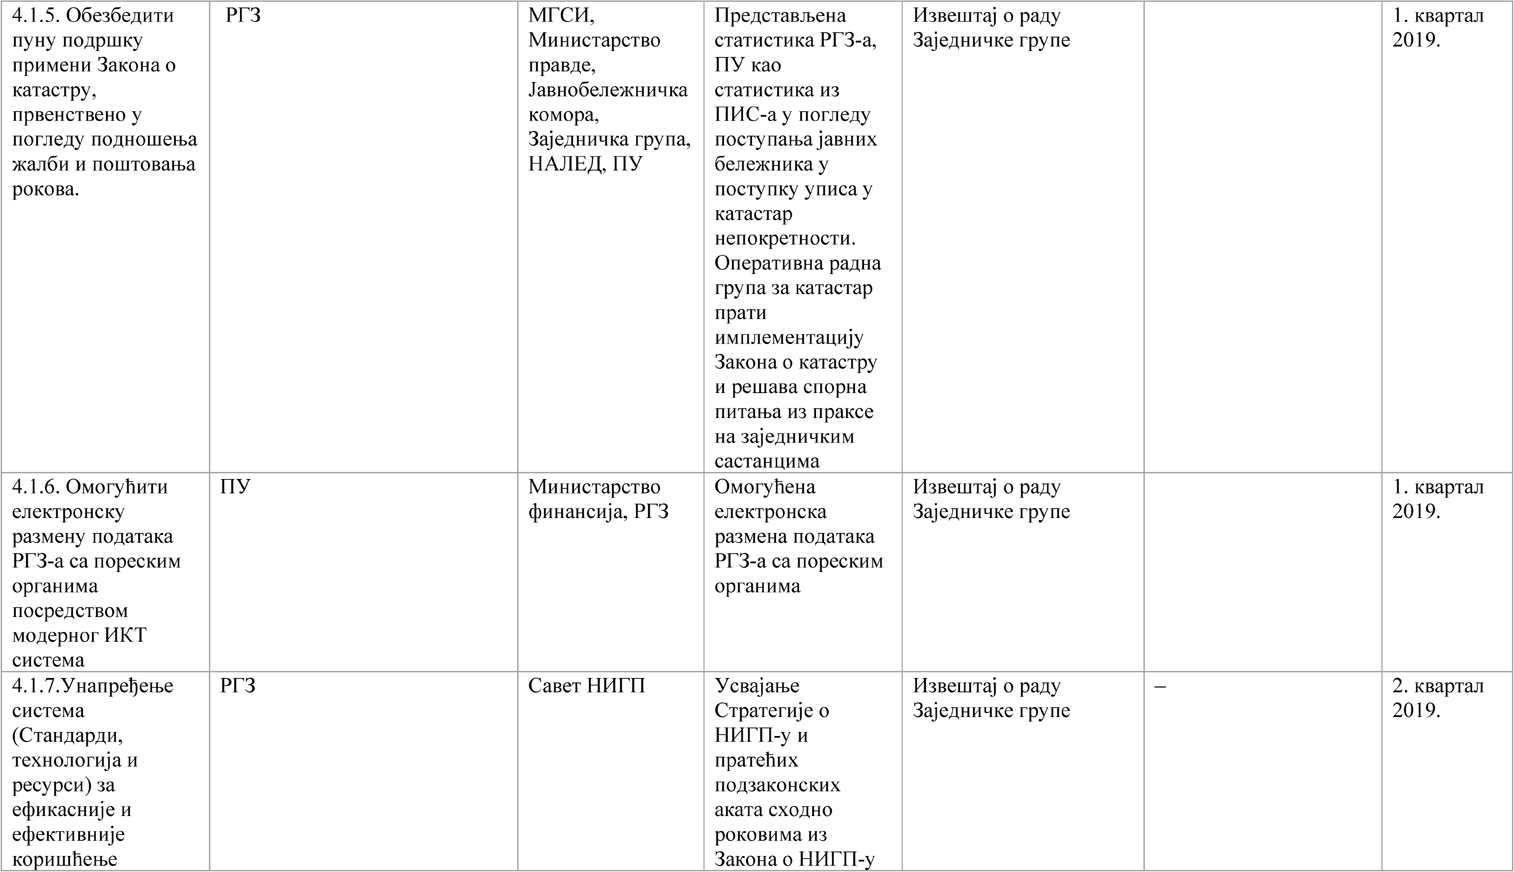 4.1.5. Обезбедити
пуну подршку
примени Закона о
катастру,
првенствено у
погледу подношења
жалби и поштовања
рокова.
РГЗ
МГСИ,
Министарство
правде,
Јавнобележничка
комора,
Заједничка група,
НАЛЕД, ПУ
Представљена
статистика РГЗ-а,
ПУ као
статистика из
ПИС-а у погледу
поступања јавних
бележника у
поступку уписа у
катастар
непокретности.
Оперативна радна
група за катастар
прати
имплементацију
Закона о катастру
и решава спорна
питања из праксе
на заједничким
састанцима
Извештај о раду
Заједничке групе
1. квартал
2019.
4.1.6. Омогућити
електронску
размену података
РГЗ-а са пореским
органима
посредством
модерног ИКТ
система
ПУ
Министарство
финансија, РГЗ
Омогућена
електронска
размена података
РГЗ-а са пореским
органима
Извештај о раду
Заједничке групе
1. квартал
2019.
4.1.7.Унапређење
система
(Стандарди,
технологија и
ресурси) за
ефикасније и
ефективније
коришћење
РГЗ
Савет НИГП
Усвајање
Стратегије о
НИГП-у и
пратећих
подзаконских
аката сходно
роковима из
Закона о НИГП-у
Извештај о раду
Заједничке групе
–
2. квартал
2019.